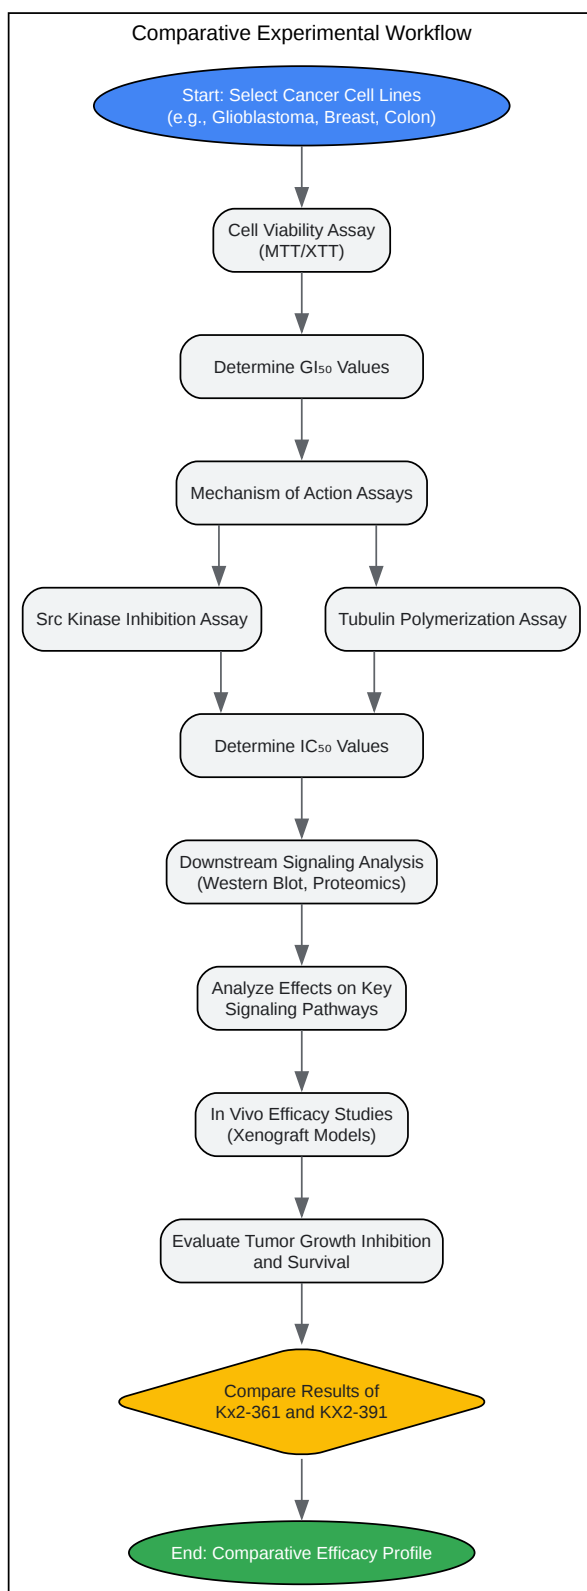 Comparative Experimental Workflow
Start: Select Cancer Cell Lines
(e.g., Glioblastoma, Breast, Colon)
Cell Viability Assay
(MTT/XTT)
Determine GI₅₀ Values
Mechanism of Action Assays
Src Kinase Inhibition Assay
Tubulin Polymerization Assay
Determine IC₅₀ Values
Downstream Signaling Analysis
(Western Blot, Proteomics)
Analyze Effects on Key
Signaling Pathways
In Vivo Efficacy Studies
(Xenograft Models)
Evaluate Tumor Growth Inhibition
and Survival
Compare Results of
Kx2-361 and KX2-391
End: Comparative Efficacy Profile